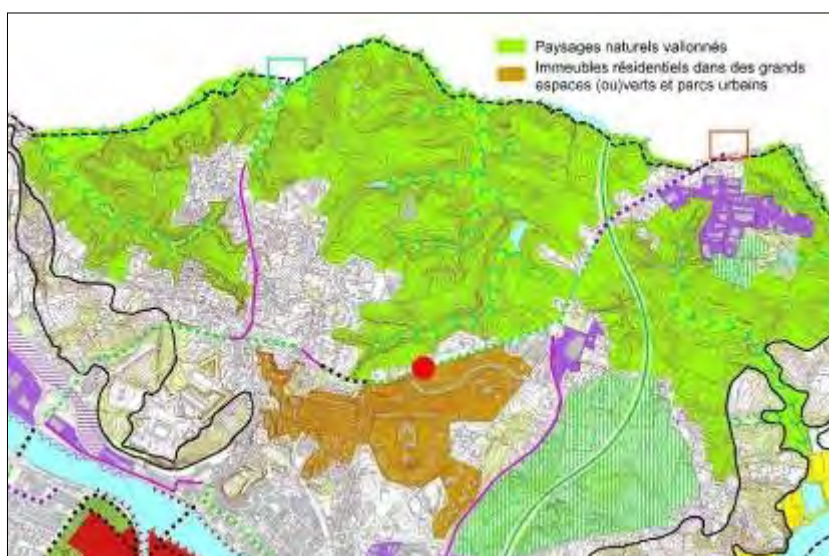 Paysages naturels vallonnés
Immeubles résidentiels dans des grands
espaces (ou)verts et parcs urbains